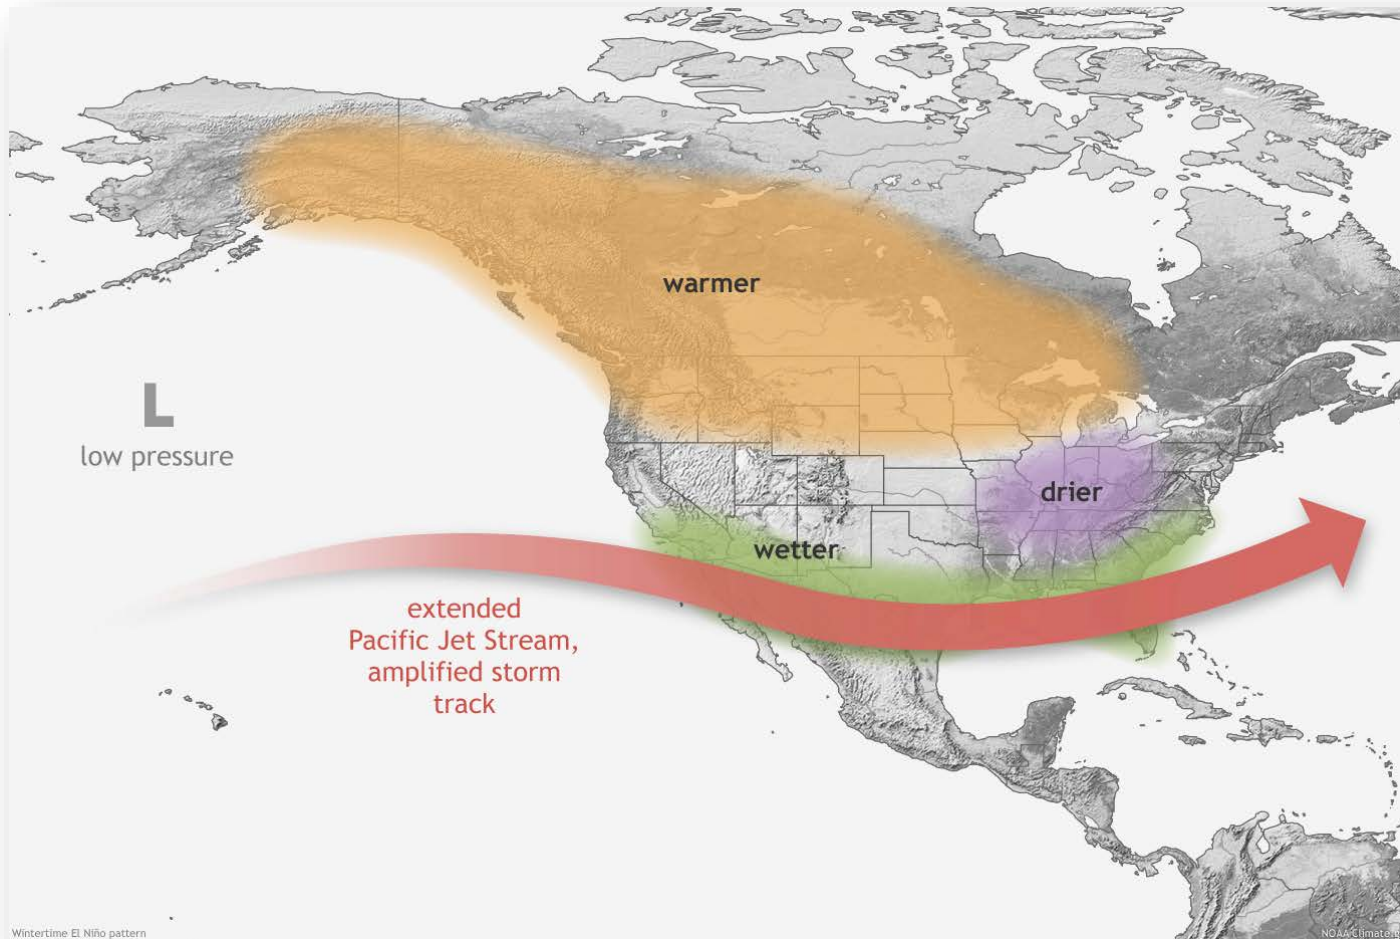 warmer
L
low pressure
drier
wetter
extended
Pacific Jet Stream,
amplified storm
track
Wintertime El Niño pattern
NOAA Climate.